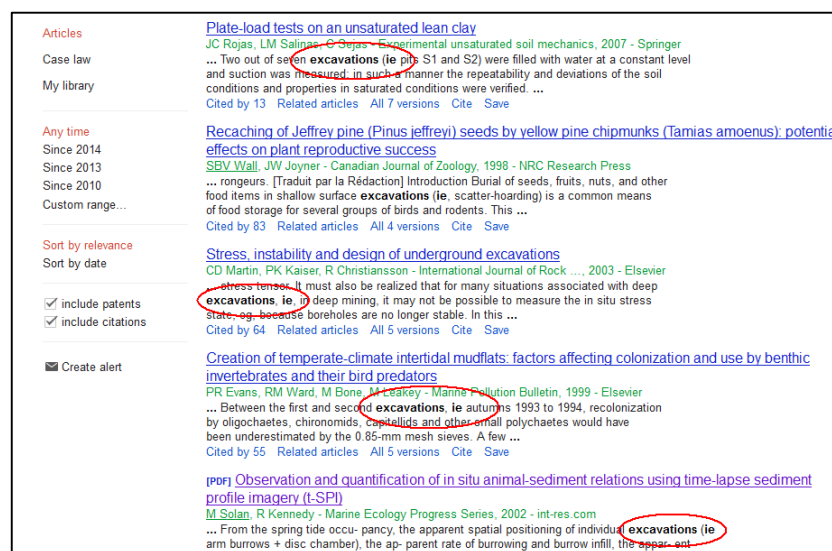 Articles
Case law
My library
Any time
Since 2014
Since 2013
Since 2010
Custom range...
Sort by relevance
Sort by date
include patents
include citations
Create alert
Plate-load tests on an unsaturated lean clay
JC Rojas, LM Salinas, C Sejas - Experimental unsaturated soil mechanics, 2007 - Springer
... Two out of seven excavations (ie pits S1 and S2) were filled with water at a constant level
and suction was measured; in such a manner the repeatability and deviations of the soil
conditions and properties in saturated conditions were verified. ...
Cited by 13 Related articles All 7 versions Cite Save
Recaching of Jeffrey pine (Pinus jeffreyi) seeds by yellow pine chipmunks (Tamias amoenus): potentia
effects on plant reproductive success
SBV Wall, JW Joyner - Canadian Journal of Zoology, 1998 - NRC Research Press
... rongeurs. [Traduit par la Rédaction] Introduction Burial of seeds, fruits, nuts, and other
food items in shallow surface excavations (ie, scatter-hoarding) is a common means
of food storage for several groups of birds and rodents. This ...
Cited by 83 Related articles All 4 versions Cite Save
Stress, instability and design of underground excavations
CD Martin, PK Kaiser, R Christiansson - International Journal of Rock ..., 2003 - Elsevier
... stress tensor. It must also be realized that for many situations associated with deep
excavations, ie, in deep mining, it may not be possible to measure the in situ stress
state, eg, because boreholes are no longer stable. In this ...
Cited by 64 Related articles All 5 versions Cite Save
Creation of temperate-climate intertidal mudflats: factors affecting colonization and use by benthic
invertebrates and their bird predators
PR Evans, RM Ward, M Bone, M Leakey - Marine Pollution Bulletin, 1999 - Elsevier
... Between the first and second excavations, ie autumns 1993 to 1994, recolonization
by oligochaetes, chironomids, capitellids and other small polychaetes would have
been underestimated by the 0.85-mm mesh sieves. A few ...
Cited by 55 Related articles All 5 versions Cite Save
[PDF] Observation and quantification of in situ animal-sediment relations using time-lapse sediment
profile imagery (t-SPI)
M Solan, R Kennedy - Marine Ecology Progress Series, 2002 - int-res.com
... From the spring tide occu- pancy, the apparent spatial positioning of individual excavations (ie
arm burrows + disc chamber), the ap- parent rate of burrowing and burrow infill, the appar- ent